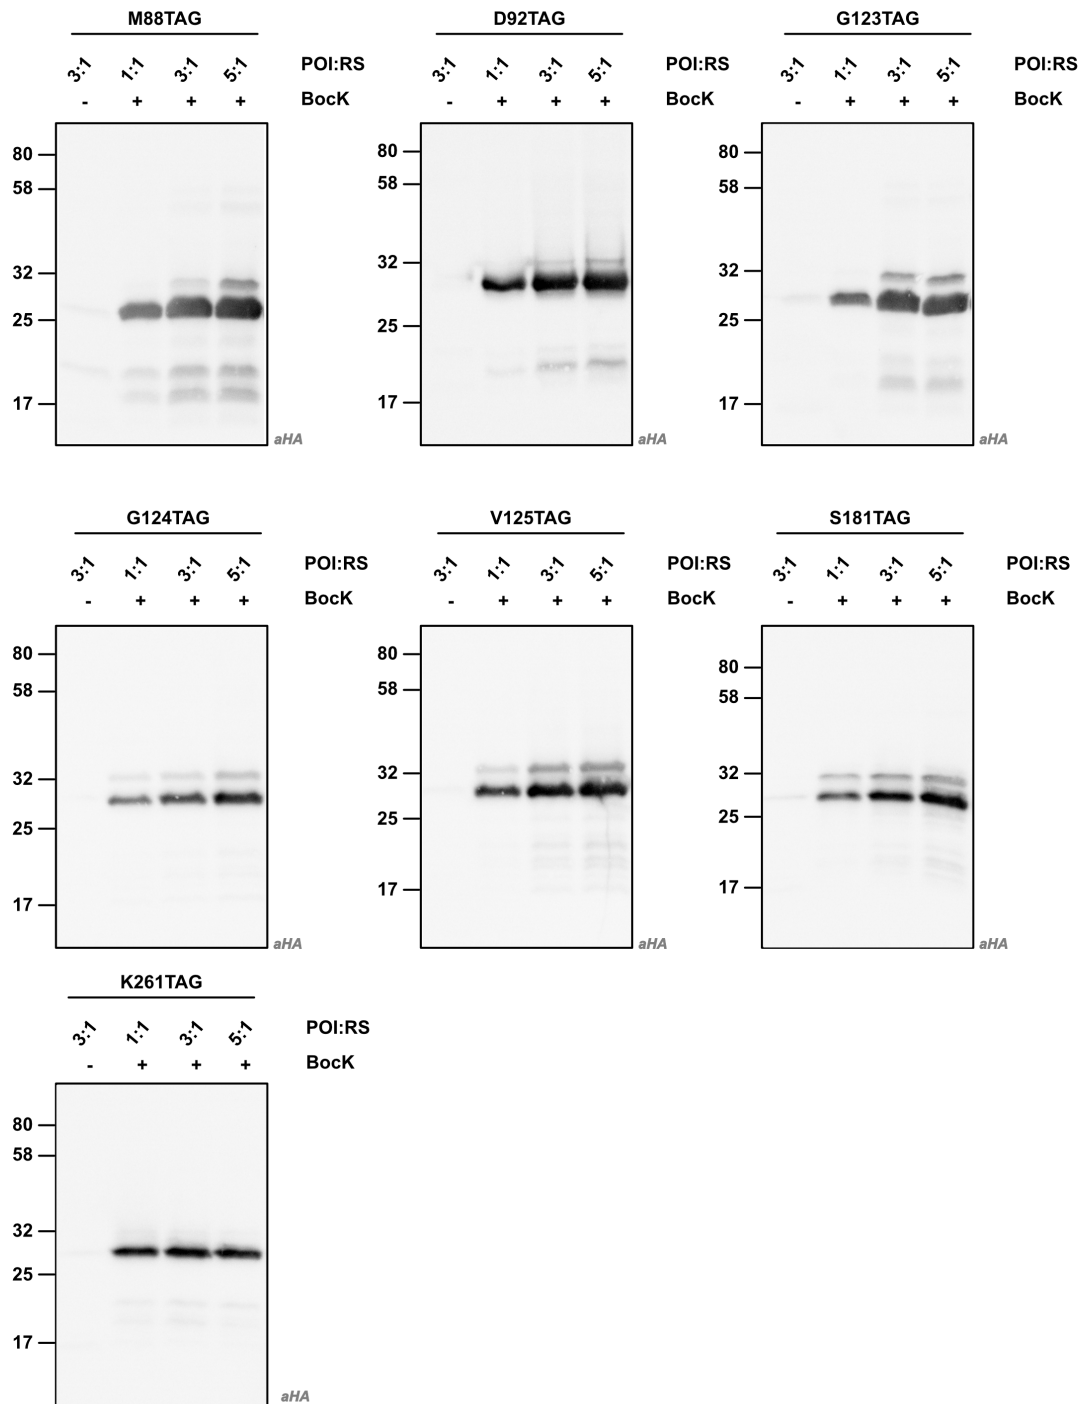 M88TAG D92TAG G123TAG
3:1 1:1 3:1 5:1 POI:RS 3:1 1:1 3:1 5:1 POI:RS 3:1 1:1 3:1 5:1 POI:RS
- + + + BocK - + + + BocK - + + + BocK
80 80 80
58 58 58
32 32 32
25 25 25
17 17 17
aHA aHA aHA
G124TAG V125TAG S181TAG
3:1 1:1 3:1 5:1 POI:RS 3:1 1:1 3:1 5:1 POI:RS 3:1 1:1 3:1 5:1 POI:RS
- + + + BocK - + + + BocK - + + + BocK
80 80 80
58 58 58
32 32 32
25 25 25
17 17 17
aHA aHA aHA
K261TAG
3:1 1:1 3:1 5:1 POI:RS
- + + + BocK
80
58
32
25
17
aHA